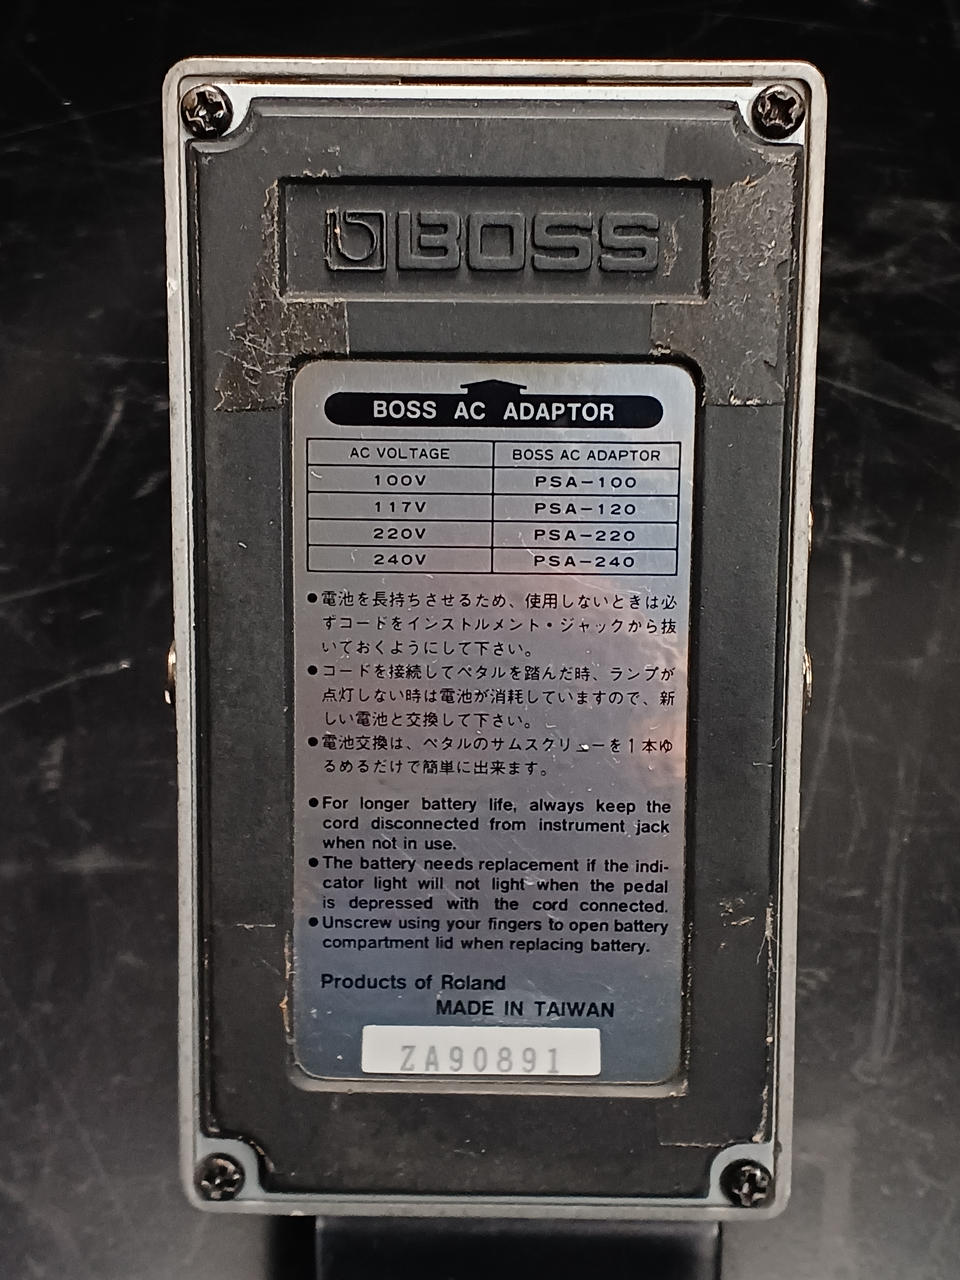 BOSS
BOSS AC ADAPTOR
AC VOLTAGE BOSS AC ADAPTOR
100V PSA-100
117V PSA-120
220V PSA-220
240V PSA-240
●電池を長持ちさせるため、使用しないときは必
ずコードをインストルメント・ジャックから抜
いておくようにして下さい。
●コードを接続してペタルを踏んだ時、ランプが
点灯しない時は電池が消耗していますので、新
しい電池と交換して下さい。
●電池交換は、ペタルのサムスクリューを1本ゆ
るめるだけで簡単に出来ます。
●For longer battery life, always keep the
cord disconnected from instrument jack
when not in use.
●The battery needs replacement if the indi-
cator light will not light when the pedal
is depressed with the cord connected.
●Unscrew using your fingers to open battery
compartment lid when replacing battery.
Products of Roland
MADE IN TAIWAN
ZA90891